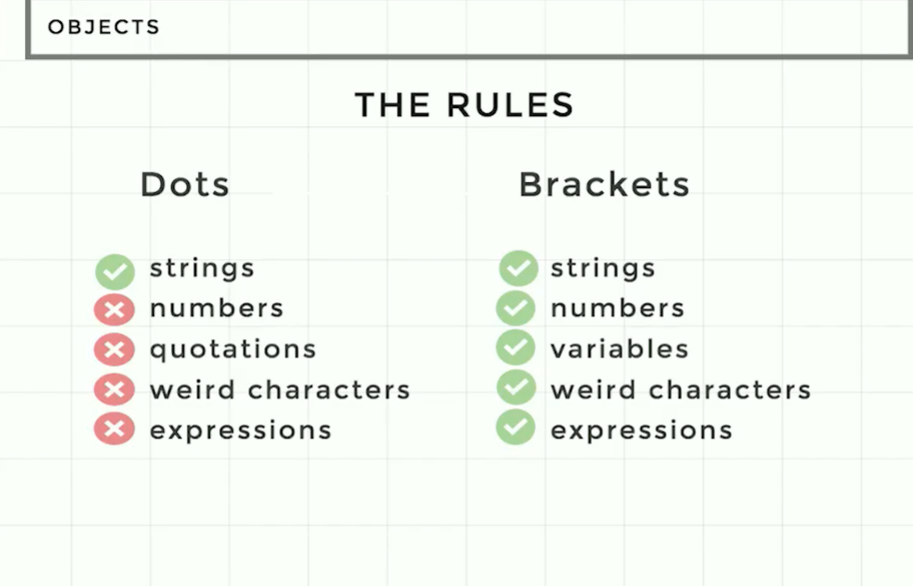 OBJECTS
THE RULES
Dots
strings
numbers
quotations
weird characters
expressions
Brackets
strings
numbers
variables
weird characters
expressions